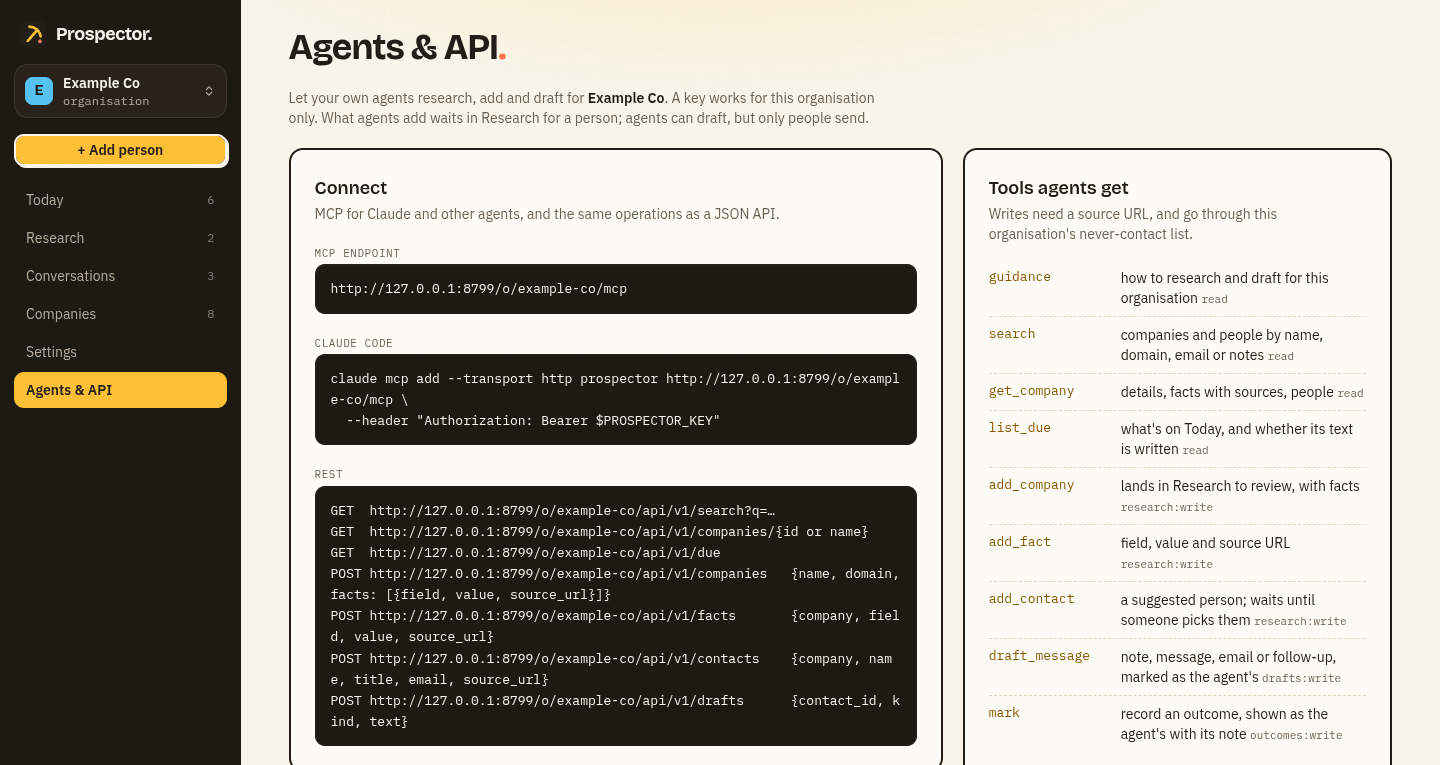 Prospector.
E
Example Co
organisation
+ Add person
Today 6
Research 2
Conversations 3
Companies 8
Settings
Agents & API
Agents & API.
Let your own agents research, add and draft for Example Co. A key works for this organisation
only. What agents add waits in Research for a person; agents can draft, but only people send.
Connect
MCP for Claude and other agents, and the same operations as a JSON API.
MCP ENDPOINT
http://127.0.0.1:8799/o/example-co/mcp
CLAUDE CODE
claude mcp add --transport http prospector http://127.0.0.1:8799/o/exampl
e-co/mcp \
--header "Authorization: Bearer $PROSPECTOR_KEY"
REST
GET  http://127.0.0.1:8799/o/example-co/api/v1/search?q=…
GET  http://127.0.0.1:8799/o/example-co/api/v1/companies/{id or name}
GET  http://127.0.0.1:8799/o/example-co/api/v1/due
POST http://127.0.0.1:8799/o/example-co/api/v1/companies   {name, domain,
facts: [{field, value, source_url}]}
POST http://127.0.0.1:8799/o/example-co/api/v1/facts       {company, fiel
d, value, source_url}
POST http://127.0.0.1:8799/o/example-co/api/v1/contacts    {company, nam
e, title, email, source_url}
POST http://127.0.0.1:8799/o/example-co/api/v1/drafts      {contact_id, k
ind, text}
Tools agents get
Writes need a source URL, and go through this
organisation's never-contact list.
guidance how to research and draft for this
organisation read
search companies and people by name,
domain, email or notes read
get_company details, facts with sources, people read
list_due what's on Today, and whether its text
is written read
add_company lands in Research to review, with facts
research:write
add_fact field, value and source URL
research:write
add_contact a suggested person; waits until
someone picks them research:write
draft_message note, message, email or follow-up,
marked as the agent's drafts:write
mark record an outcome, shown as the
agent's with its note outcomes:write